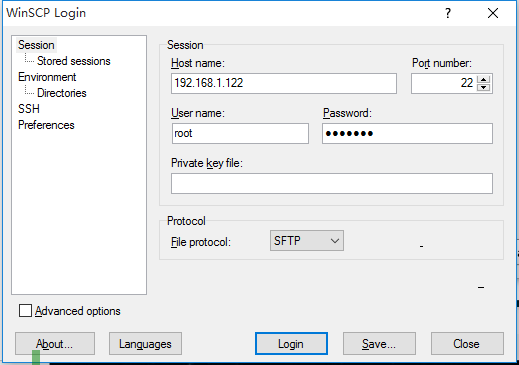 WinSCP Login
Session
Stored sessions
Environment
Directories
SSH
Preferences
Session
Host name:
Port number:
192.168.1.122
22
User name:
Password:
root
●●●●●●●
Private key file:
Protocol
File protocol:
SFTP
Advanced options
About...
Languages
Login
Save...
Close